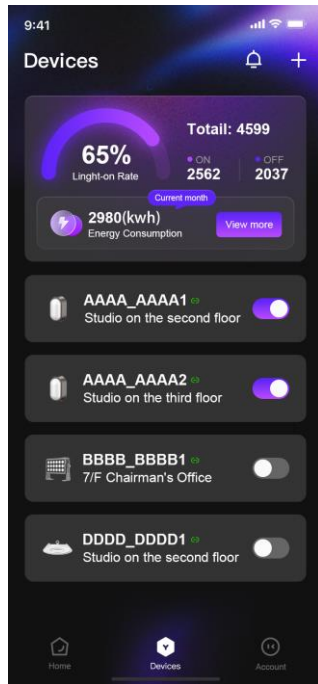 9:41
Devices
Totail: 4599
65%
Linght-on Rate
ON
OFF
2562
2037
Current month
2980(kwh)
Energy Consumption
View more
AAAA_AAAA1
Studio on the second floor
AAAA_AAAA2
Studio on the third floor
BBBB_BBBB1
7/F Chairman's Office
DDDD_DDDD1
Studio on the second floor
Home
Devices
Account